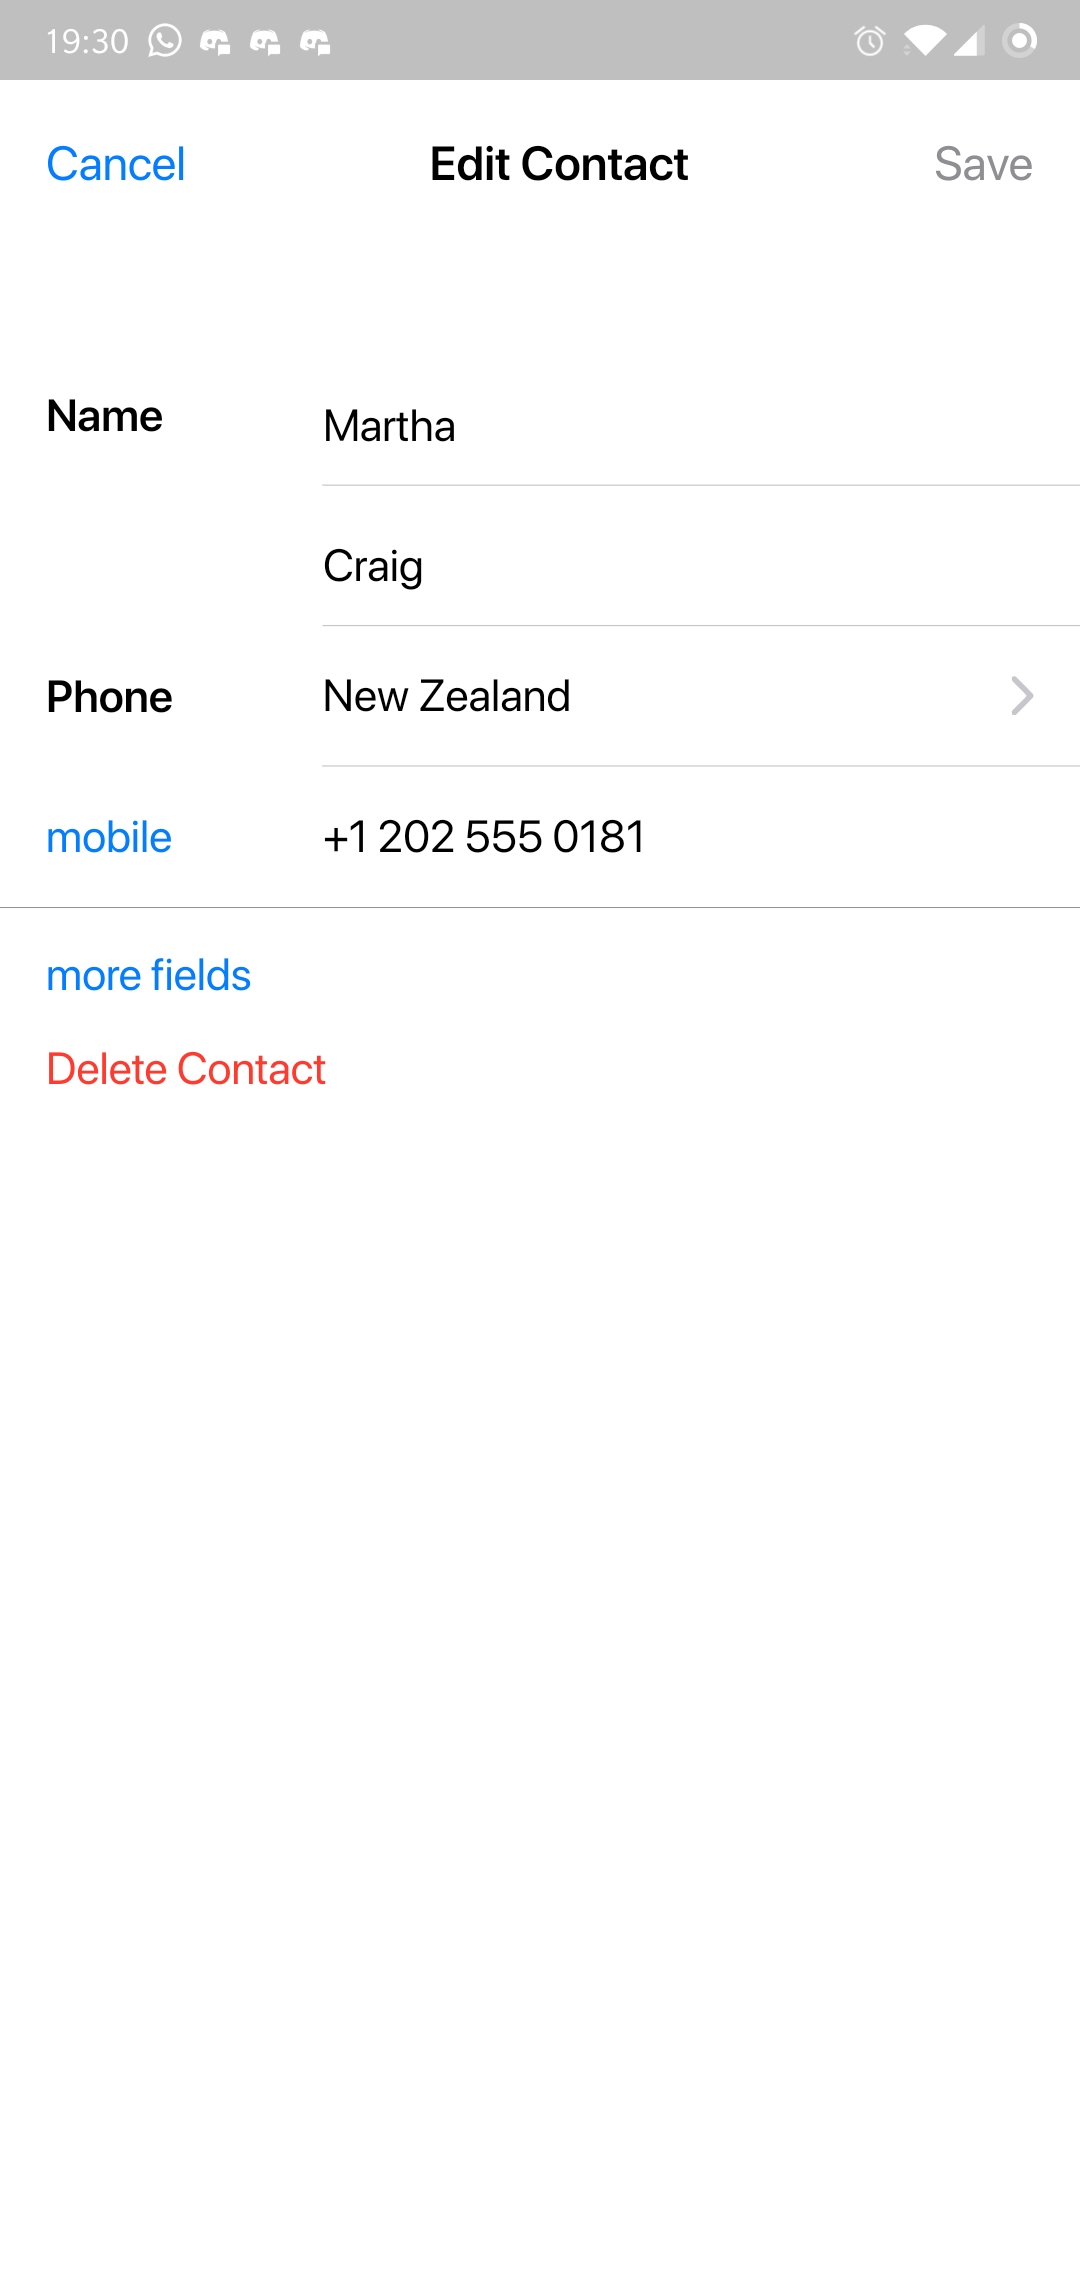 19:30
Cancel Edit Contact Save
Name Martha
Craig
Phone New Zealand
mobile +1 202 555 0181
more fields
Delete Contact